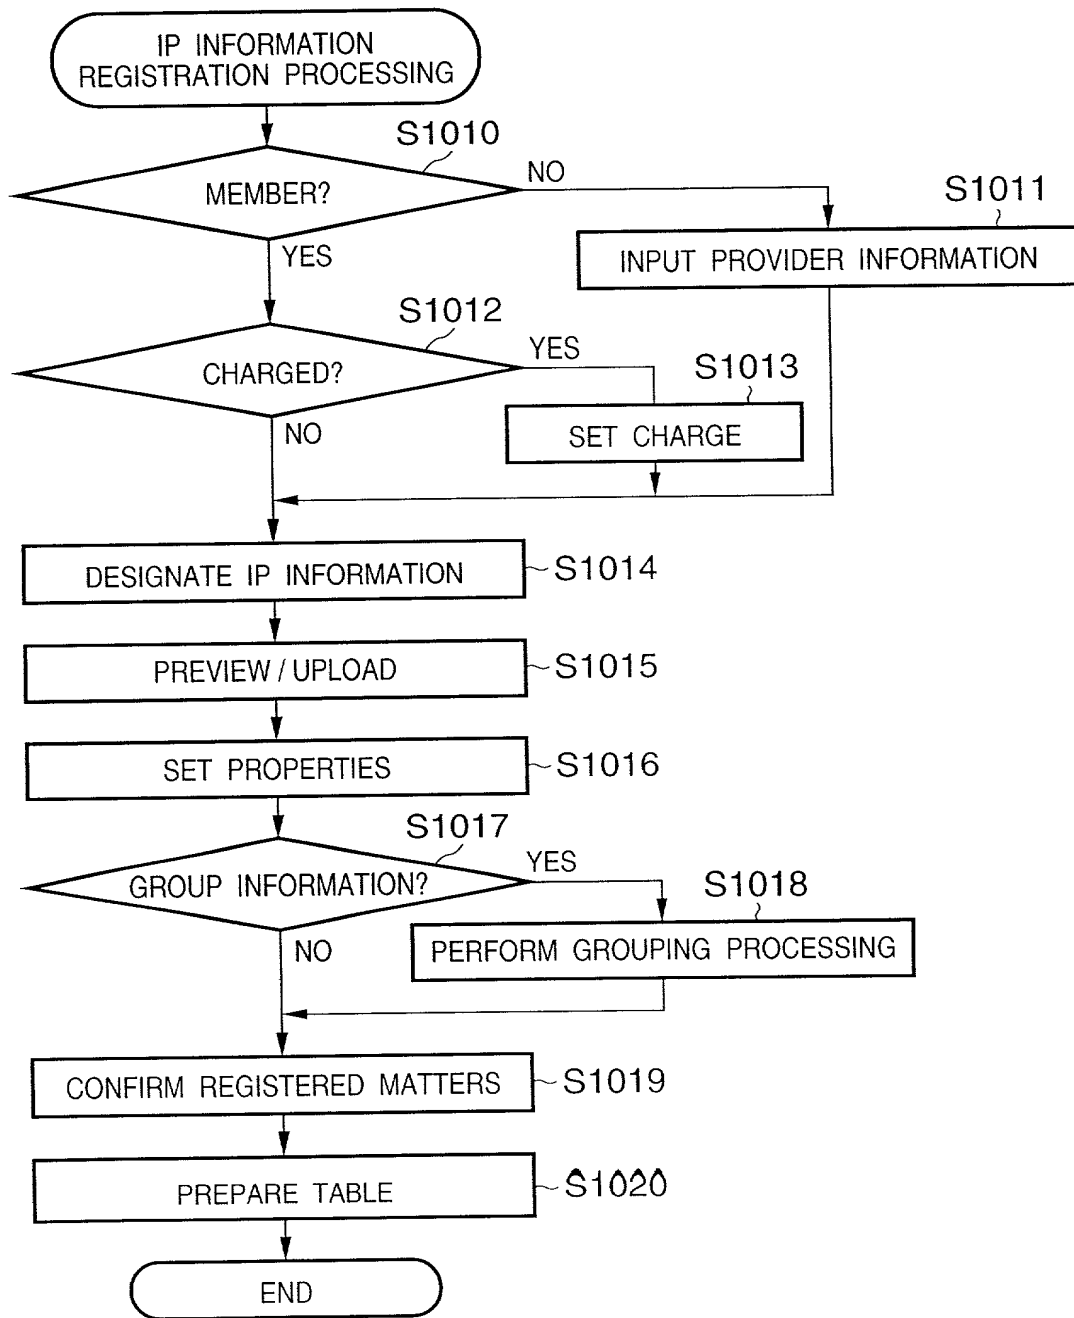 IP INFORMATION
REGISTRATION PROCESSING
S1010
MEMBER?
NO
S1011
INPUT PROVIDER INFORMATION
YES
S1012
CHARGED?
YES
S1013
SET CHARGE
NO
DESIGNATE IP INFORMATION
S1014
PREVIEW / UPLOAD
S1015
SET PROPERTIES
S1016
S1017
GROUP INFORMATION?
YES
S1018
PERFORM GROUPING PROCESSING
NO
CONFIRM REGISTERED MATTERS
S1019
PREPARE TABLE
S1020
END